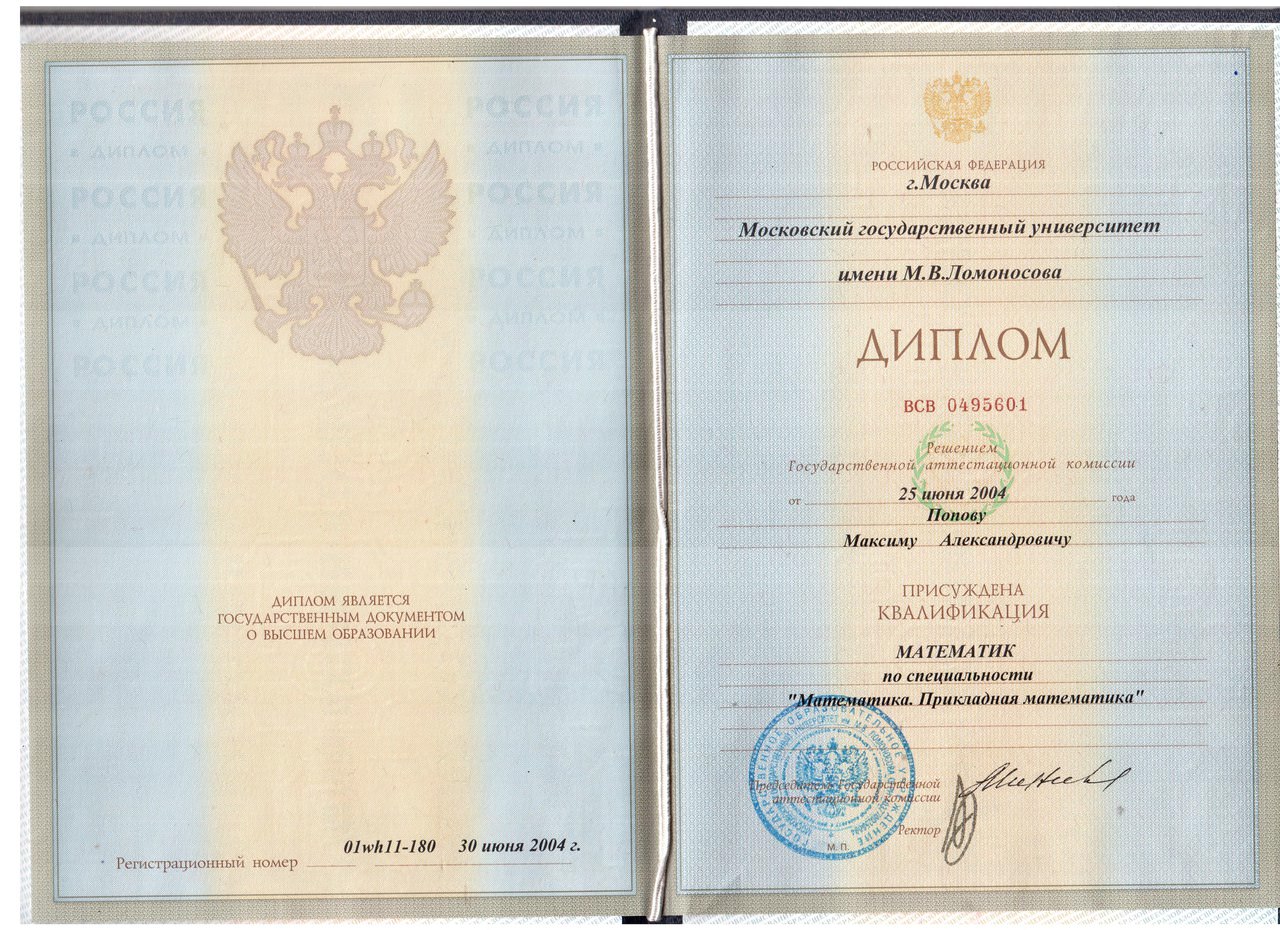 РОССИЯ РОССИЯ
« ДИПЛОМ » « ДИПЛОМ »
РОССИЯ РОССИЯ
« ДИПЛОМ » « ДИПЛОМ »
РОССИЯ РОССИЯ
« ДИПЛОМ » « ДИПЛОМ »
РОССИЯ РОССИЯ
ДИПЛОМ ЯВЛЯЕТСЯ
ГОСУДАРСТВЕННЫМ ДОКУМЕНТОМ
О ВЫСШЕМ ОБРАЗОВАНИИ
Регистрационный номер 01wh11-180 30 июня 2004 г.
РОССИЙСКАЯ ФЕДЕРАЦИЯ
г.Москва
Московский государственный университет
имени М.В.Ломоносова
ДИПЛОМ
ВСВ 0495601
Решением
Государственной аттестационной комиссии
от 25 июня 2004 года
Попову
Максиму Александровичу
ПРИСУЖДЕНА
КВАЛИФИКАЦИЯ
МАТЕМАТИК
по специальности
"Математика. Прикладная математика"
Председатель Государственной
аттестационной комиссии
Ректор
М. П.